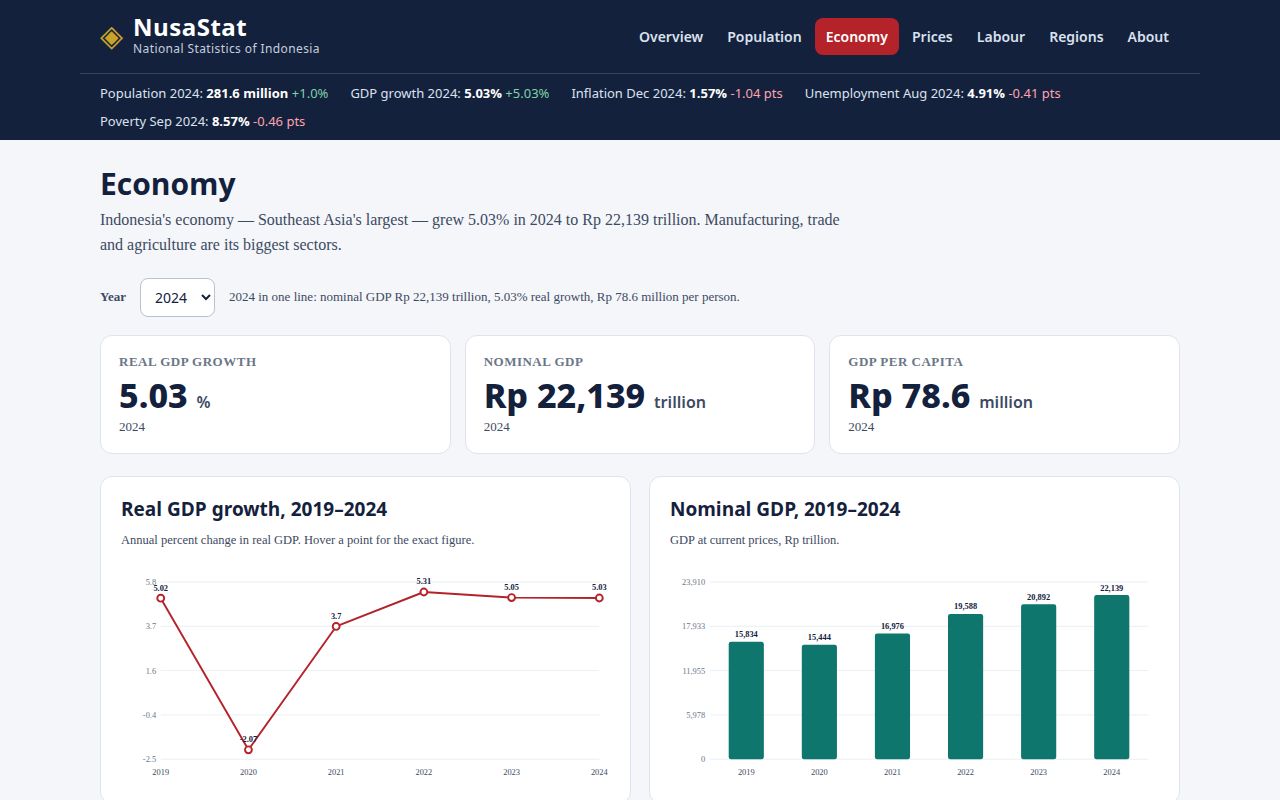 NusaStat
National Statistics of Indonesia
Overview Population Economy Prices Labour Regions About
Population 2024: 281.6 million +1.0% GDP growth 2024: 5.03% +5.03% Inflation Dec 2024: 1.57% -1.04 pts Unemployment Aug 2024: 4.91% -0.41 pts
Poverty Sep 2024: 8.57% -0.46 pts
Economy
Indonesia's economy — Southeast Asia's largest — grew 5.03% in 2024 to Rp 22,139 trillion. Manufacturing, trade
and agriculture are its biggest sectors.
Year 2024 2024 in one line: nominal GDP Rp 22,139 trillion, 5.03% real growth, Rp 78.6 million per person.
REAL GDP GROWTH
5.03 %
2024
NOMINAL GDP
Rp 22,139 trillion
2024
GDP PER CAPITA
Rp 78.6 million
2024
Real GDP growth, 2019–2024
Annual percent change in real GDP. Hover a point for the exact figure.
5.8
3.7
1.6
-0.4
-2.5
5.02
-2.07
3.7
5.31
5.05
5.03
2019 2020 2021 2022 2023 2024
Nominal GDP, 2019–2024
GDP at current prices, Rp trillion.
23,910
17,933
11,955
5,978
0
15,834
15,444
16,976
19,588
20,892
22,139
2019 2020 2021 2022 2023 2024